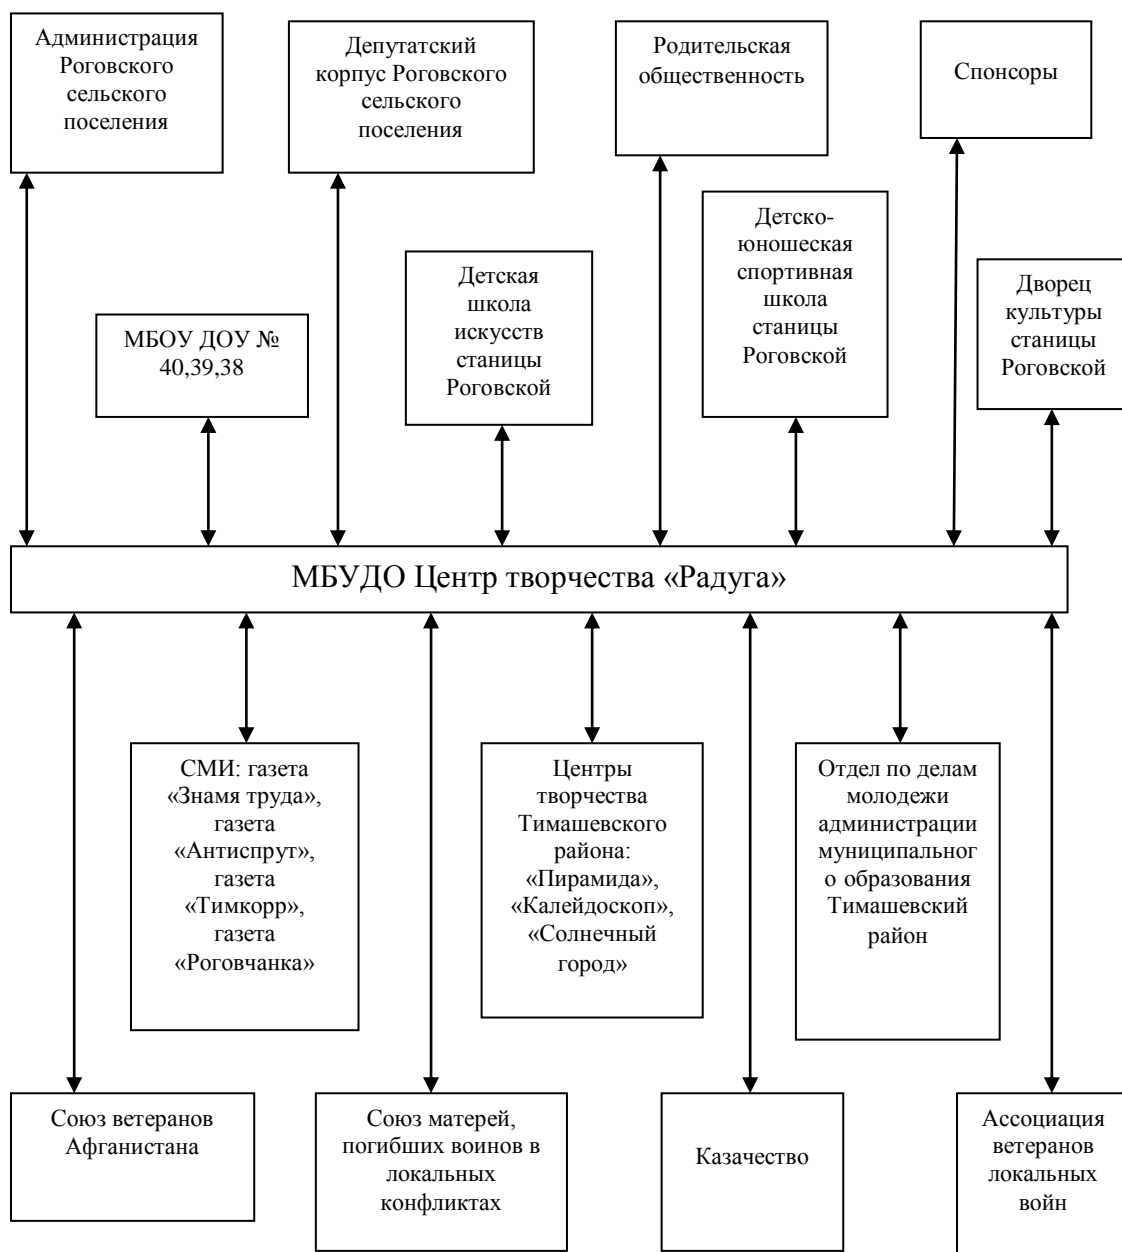 Администрация
Роговского
сельского
поселения
Депутатский
корпус Роговского
сельского
поселения
Родительская
общественность
Спонсоры
МБОУ ДОУ №
40,39,38
Детская
школа
искусств
станицы
Роговской
Детско-
юношеская
спортивная
школа
станицы
Роговской
Дворец
культуры
станицы
Роговской
МБУДО Центр творчества «Радуга»
СМИ: газета
«Знамя труда»,
газета
«Антиспрут»,
газета
«Тимкорр»,
газета
«Роговчанка»
Центры
творчества
Тимашевского
района:
«Пирамида»,
«Калейдоскоп»,
«Солнечный
город»
Отдел по делам
молодежи
администрации
муниципальног
о образования
Тимашевский
район
Союз ветеранов
Афганистана
Союз матерей,
погибших воинов в
локальных
конфликтах
Казачество
Ассоциация
ветеранов
локальных
войн